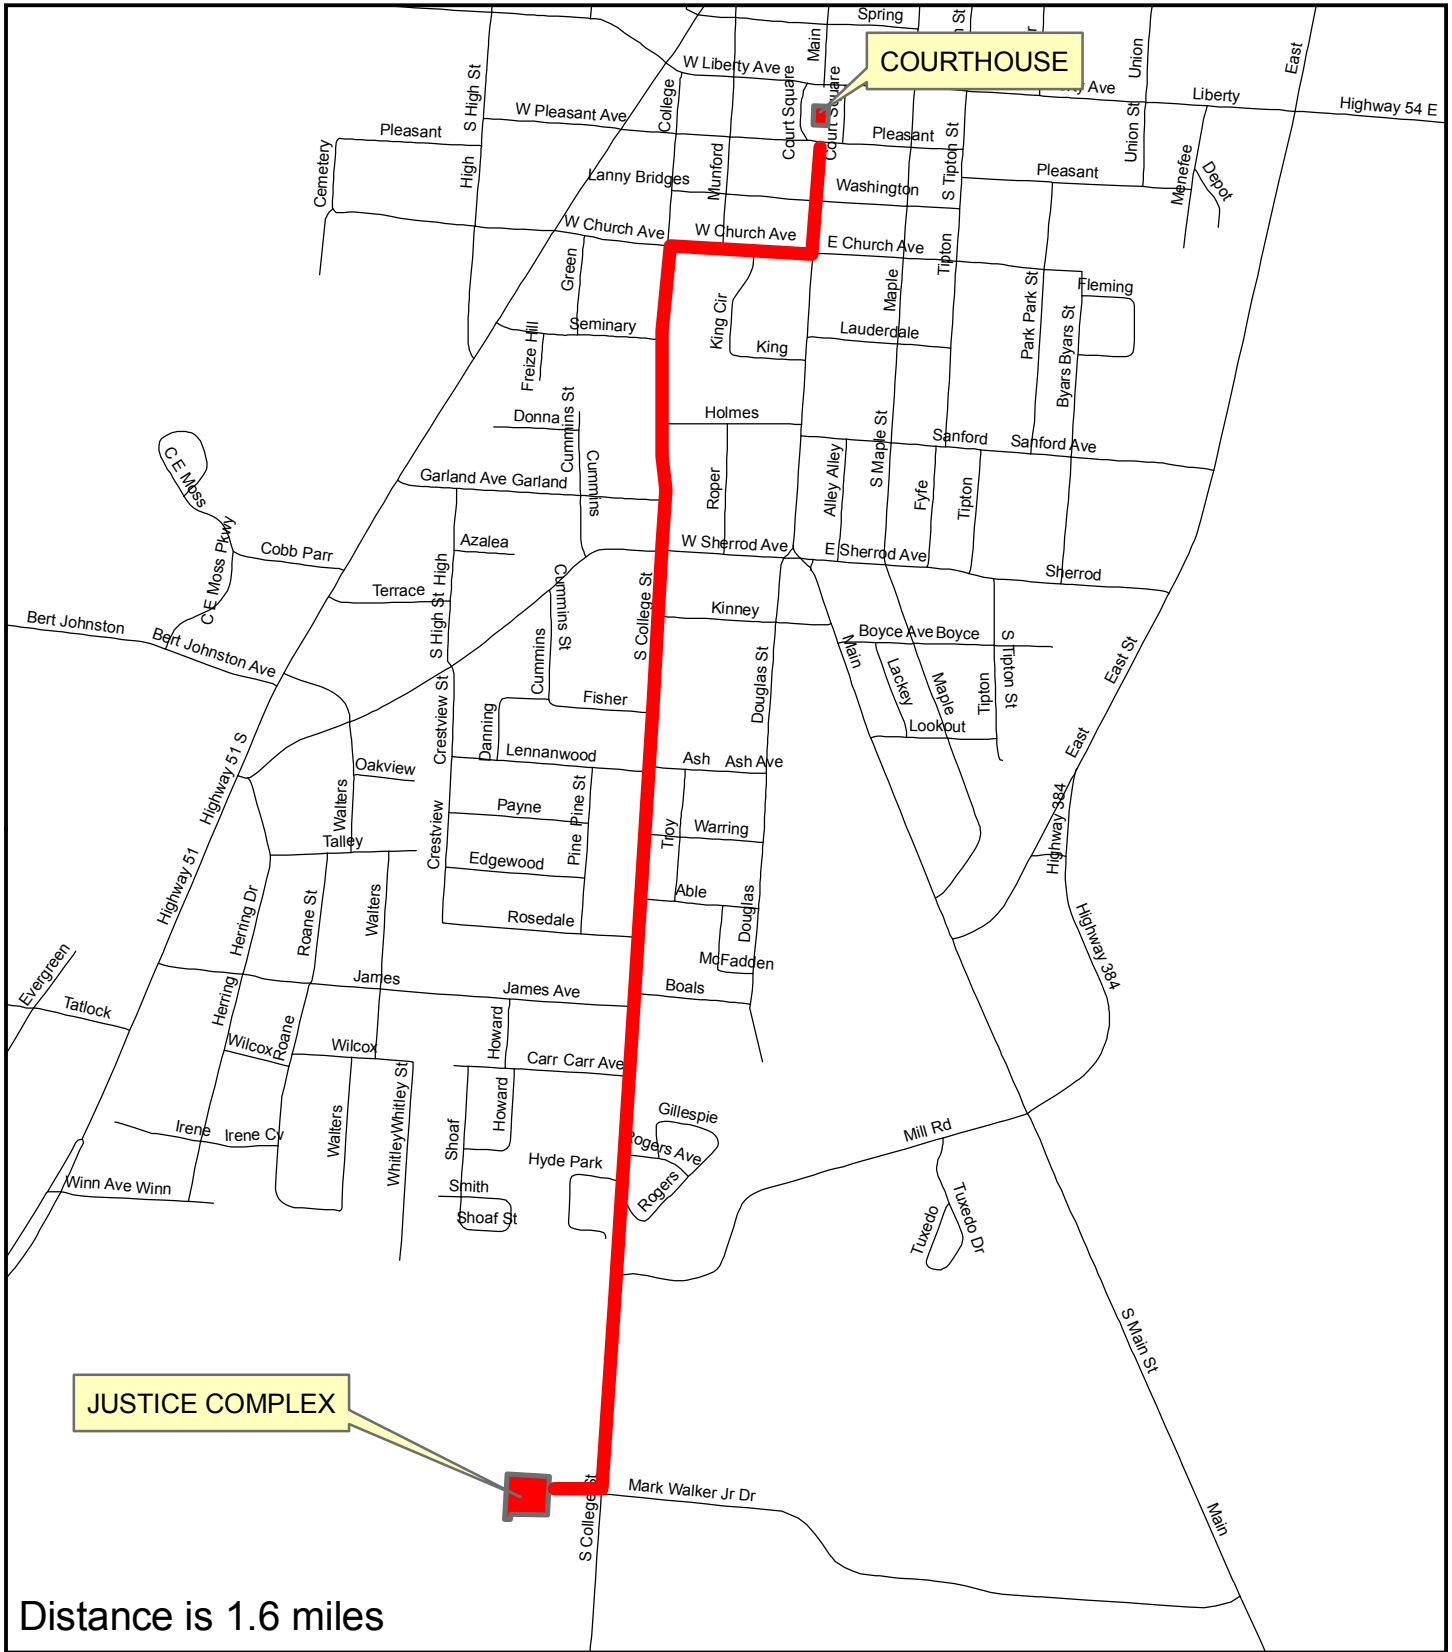 Spring
Main
n St
r
Union
East
COURTHOUSE
W Liberty Ave
rty Ave
Liberty
Highway 54 E
S High St
College
Court Square
Court Square
W Pleasant Ave
Pleasant
Pleasant
Union St
S Tipton St
Pleasant
Menefee
Depot
Cemetery
High
Munford
Lanny Bridges
Washington
W Church Ave
W Church Ave
E Church Ave
Tipton
Green
Maple
Park Park St
Fleming
King Cir
Byars Byars St
Seminary
Freize Hill
King
Lauderdale
Donna
Cummins St
Holmes
S Maple St
Sanford
Sanford Ave
C E Moss
Garland Ave Garland
Cummins
Roper
Alley Alley
Fyfe
Tipton
C E Moss Pkwy
Cobb Parr
Azalea
W Sherrod Ave
E Sherrod Ave
Sherrod
Terrace
S High St High
Cummins St
Cummins
S College St
Kinney
Bert Johnston
Bert Johnston Ave
Main
Boyce Ave Boyce
S Tipton St
Tipton
Lackey
Maple
East St
Crestview St
Danning
Fisher
Douglas St
Lookout
East
Highway 51 S
Lennanwood
Ash
Ash Ave
Oakview
Walters
Payne
Pine Pine St
Troy
Warring
Highway 384
Talley
Crestview
Edgewood
Highway 51
Able
Herring Dr
Roane St
Walters
Rosedale
Douglas
Highway 384
McFadden
Evergreen
Tatlock
Herring
James
James Ave
Boals
Wilcox
Roane
Wilcox
Howard
Carr Carr Ave
Howard
Whitley Whitley St
Walters
Shoaf
Gillespie
Irene
Irene Cv
Rogers Ave
Mill Rd
Hyde Park
Rogers
Winn Ave Winn
Smith
Shoaf St
Tuxedo
Tuxedo Dr
S Main St
JUSTICE COMPLEX
S College St
Mark Walker Jr Dr
Main
Distance is 1.6 miles